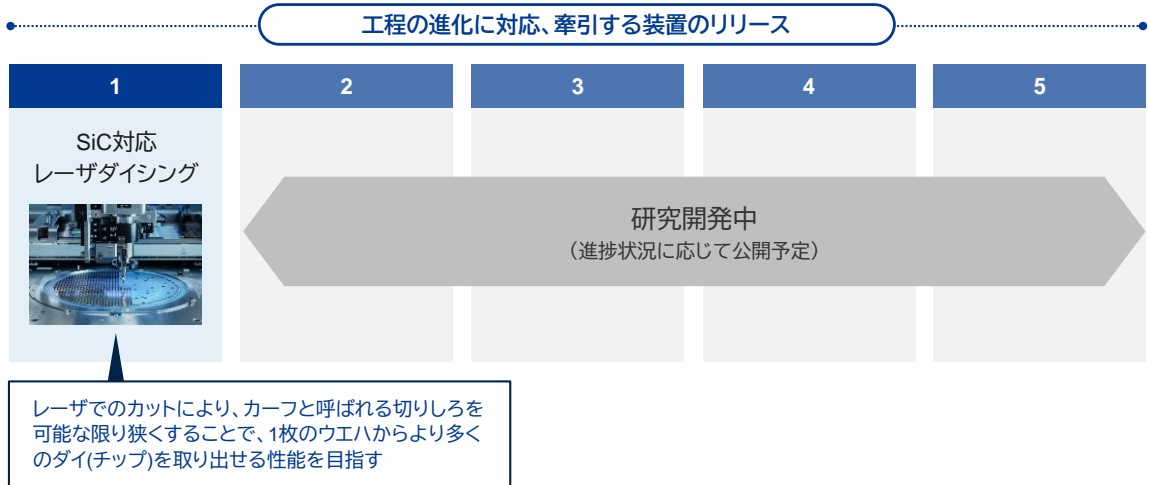 工程の進化に対応、牽引する装置のリリース
1
2
3
4
5
SiC対応
レーザダイシング
研究開発中
（進捗状況に応じて公開予定）
レーザでのカットにより、カーフと呼ばれる切りしろを
可能な限り狭くすることで、1枚のウエハからより多く
のダイ(チップ)を取り出せる性能を目指す